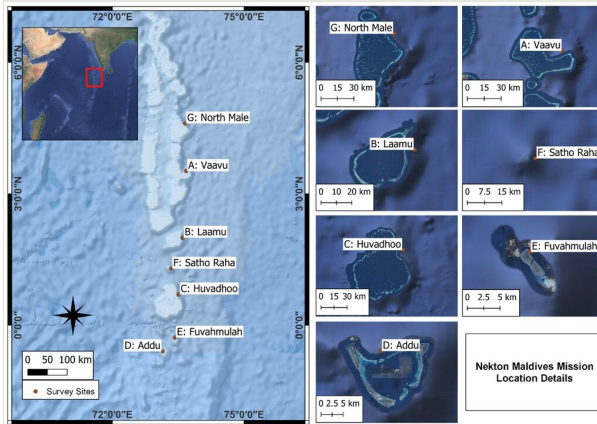 72°0'0"E
75°0'0"E
6°0'0"N
6°0'0"N
G: North Male
A: Vaavu
3°0'0"N
3°0'0"N
B: Laamu
F: Satho Raha
C: Huvadhoo
0°0'0"
0°0'0"
E: Fuvahmulah
D: Addu
0 50 100 km
Survey Sites
72°0'0"E
75°0'0"E
G: North Male
0 15 30 km
A: Vaavu
0 15 30 km
B: Laamu
0 10 20 km
F: Satho Raha
0 7.5 15 km
C: Huvadhoo
0 15 30 km
E: Fuvahmulah
0 2.5 5 km
D: Addu
0 2.5 5 km
Nekton Maldives Mission
Location Details